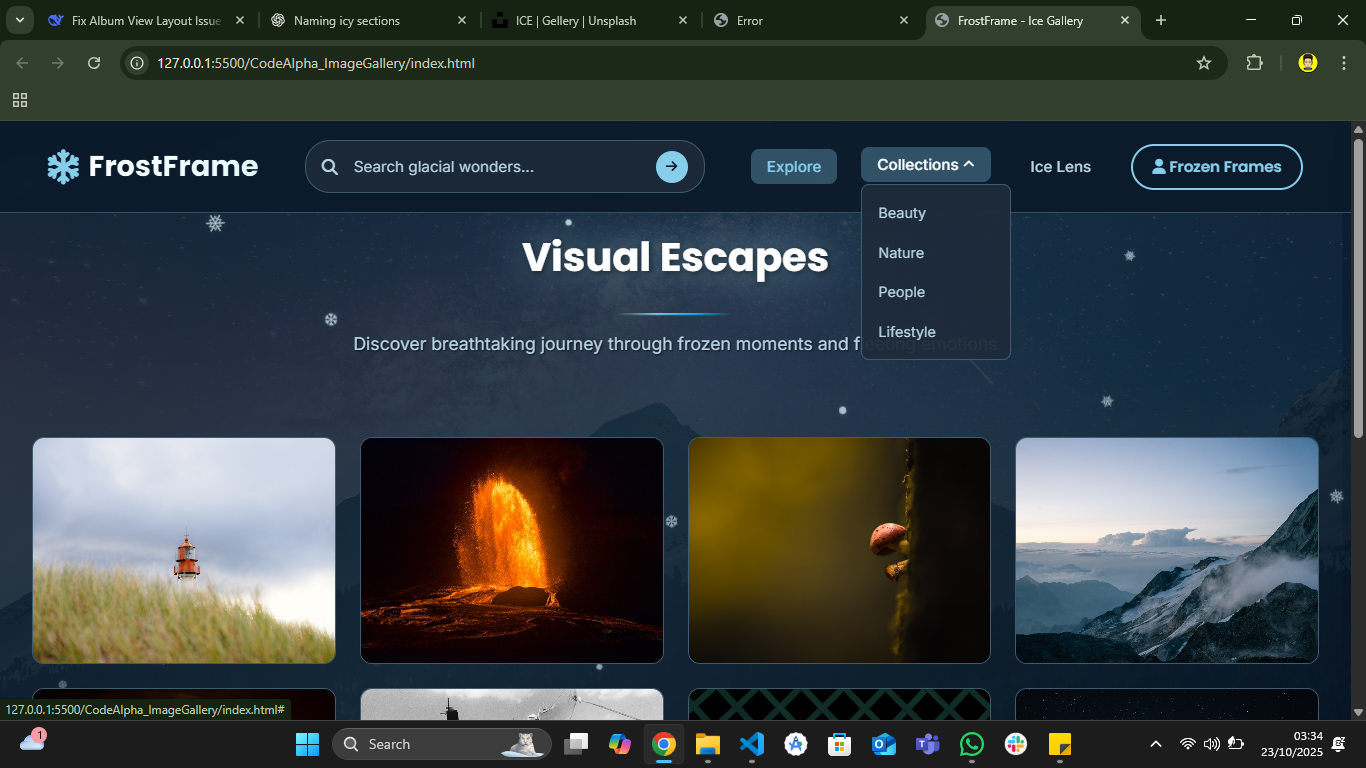 Fix Album View Layout Issue
Naming icy sections
ICE | Gellery | Unsplash
Error
FrostFrame - Ice Gallery
127.0.0.1:5500/CodeAlpha_ImageGallery/index.html
FrostFrame
Search glacial wonders...
Explore
Collections
Ice Lens
Frozen Frames
Beauty
Nature
People
Lifestyle
Visual Escapes
Discover breathtaking journey through frozen moments and fleeting emotions
127.0.0.1:5500/CodeAlpha_ImageGallery/index.html#
1
Search
03:34
23/10/2025